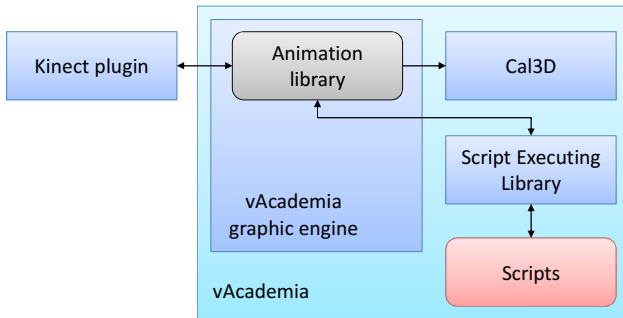 Kinect plugin
Animation
library
Cal3D
Script Executing
Library
vAcademia
graphic engine
Scripts
vAcademia